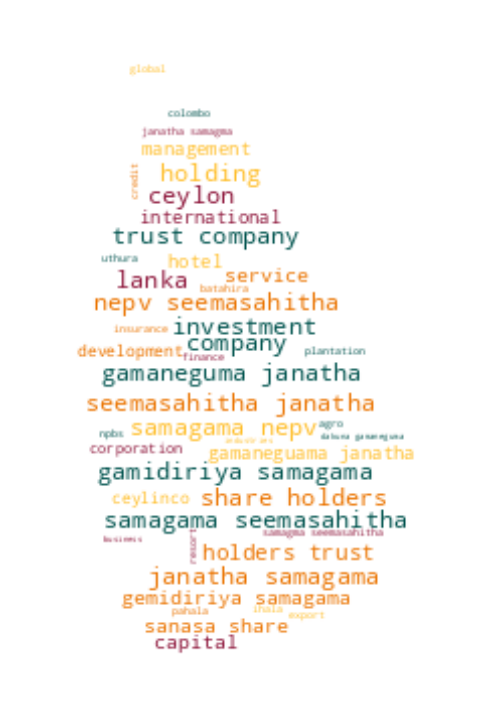 global
colombo
janatha samagma
management
credit
holding
ceylon
international
trust company
uthura
hotel
lanka
service
batahira
nepv seemasahitha
insurance
investment
company
development
finance
plantation
gamaneguma janatha
seemasahitha janatha
samagama nepv
agro
npbs
dakuna gamaneguma
corporation
gamaneguama janatha
gamidiriya samagama
ceylinco
share holders
samagama seemasahitha
business
resort
samagma seemasahitha
holders trust
janatha samagama
gemidiriya samagama
pahala
ihala
export
sanasa share
capital